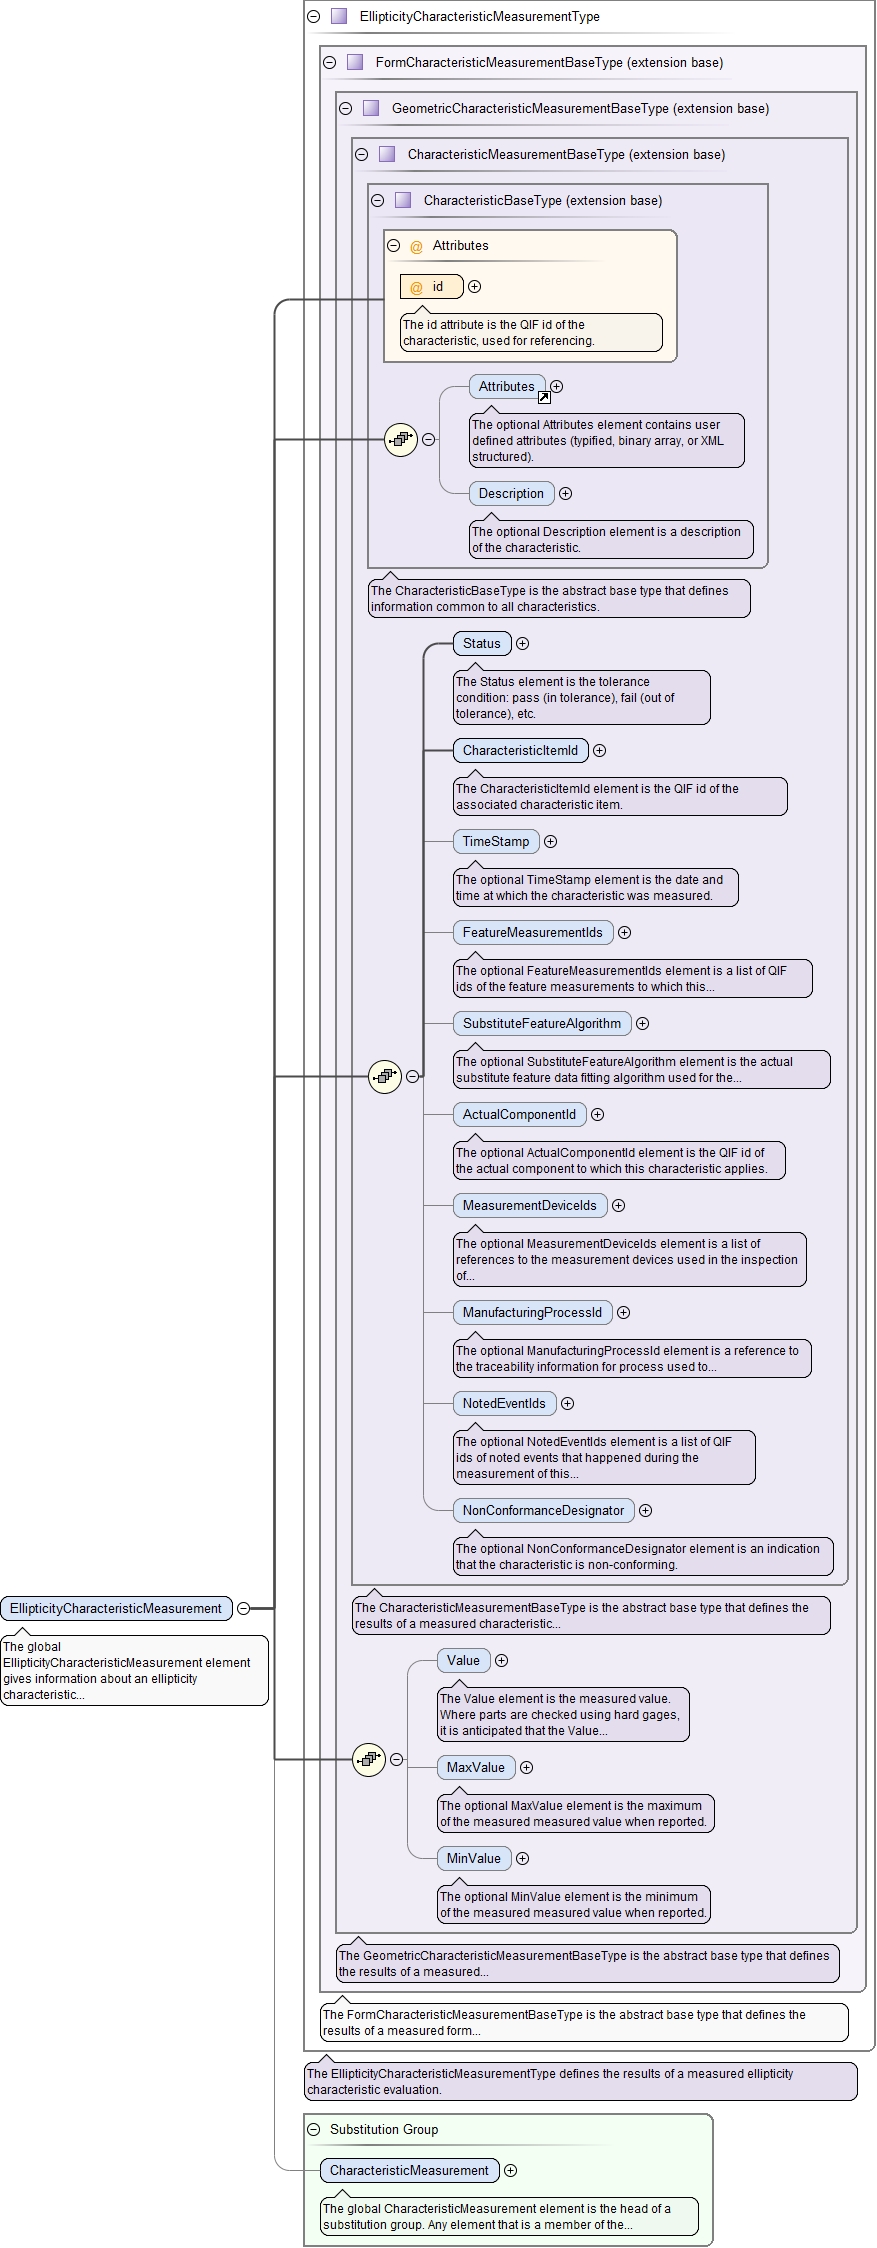 EllipticityCharacteristicMeasurementType
FormCharacteristicMeasurementBaseType (extension base)
GeometricCharacteristicMeasurementBaseType (extension base)
CharacteristicMeasurementBaseType (extension base)
CharacteristicBaseType (extension base)
@ Attributes
@ id
The id attribute is the QIF id of the
characteristic, used for referencing.
Attributes
The optional Attributes element contains user
defined attributes (typified, binary array, or XML
structured).
Description
The optional Description element is a description
of the characteristic.
The CharacteristicBaseType is the abstract base type that defines
information common to all characteristics.
Status
The Status element is the tolerance
condition: pass (in tolerance), fail (out of
tolerance), etc.
CharacteristicItemId
The CharacteristicItemId element is the QIF id of the
associated characteristic item.
TimeStamp
The optional TimeStamp element is the date and
time at which the characteristic was measured.
FeatureMeasurementIds
The optional FeatureMeasurementIds element is a list of QIF
ids of the feature measurements to which this...
SubstituteFeatureAlgorithm
The optional SubstituteFeatureAlgorithm element is the actual
substitute feature data fitting algorithm used for the...
ActualComponentId
The optional ActualComponentId element is the QIF id of
the actual component to which this characteristic applies.
MeasurementDeviceIds
The optional MeasurementDeviceIds element is a list of
references to the measurement devices used in the inspection
of...
ManufacturingProcessId
The optional ManufacturingProcessId element is a reference to
the traceability information for process used to...
NotedEventIds
The optional NotedEventIds element is a list of QIF
ids of noted events that happened during the
measurement of this...
NonConformanceDesignator
The optional NonConformanceDesignator element is an indication
that the characteristic is non-conforming.
The CharacteristicMeasurementBaseType is the abstract base type that defines the
results of a measured characteristic...
EllipticityCharacteristicMeasurement
The global
EllipticityCharacteristicMeasurement element
gives information about an ellipticity
characteristic...
Value
The Value element is the measured value.
Where parts are checked using hard gages,
it is anticipated that the Value...
MaxValue
The optional MaxValue element is the maximum
of the measured measured value when reported.
MinValue
The optional MinValue element is the minimum
of the measured measured value when reported.
The GeometricCharacteristicMeasurementBaseType is the abstract base type that defines
the results of a measured...
The FormCharacteristicMeasurementBaseType is the abstract base type that defines the
results of a measured form...
The EllipticityCharacteristicMeasurementType defines the results of a measured ellipticity
characteristic evaluation.
Substitution Group
CharacteristicMeasurement
The global CharacteristicMeasurement element is the head of a
substitution group. Any element that is a member of the...